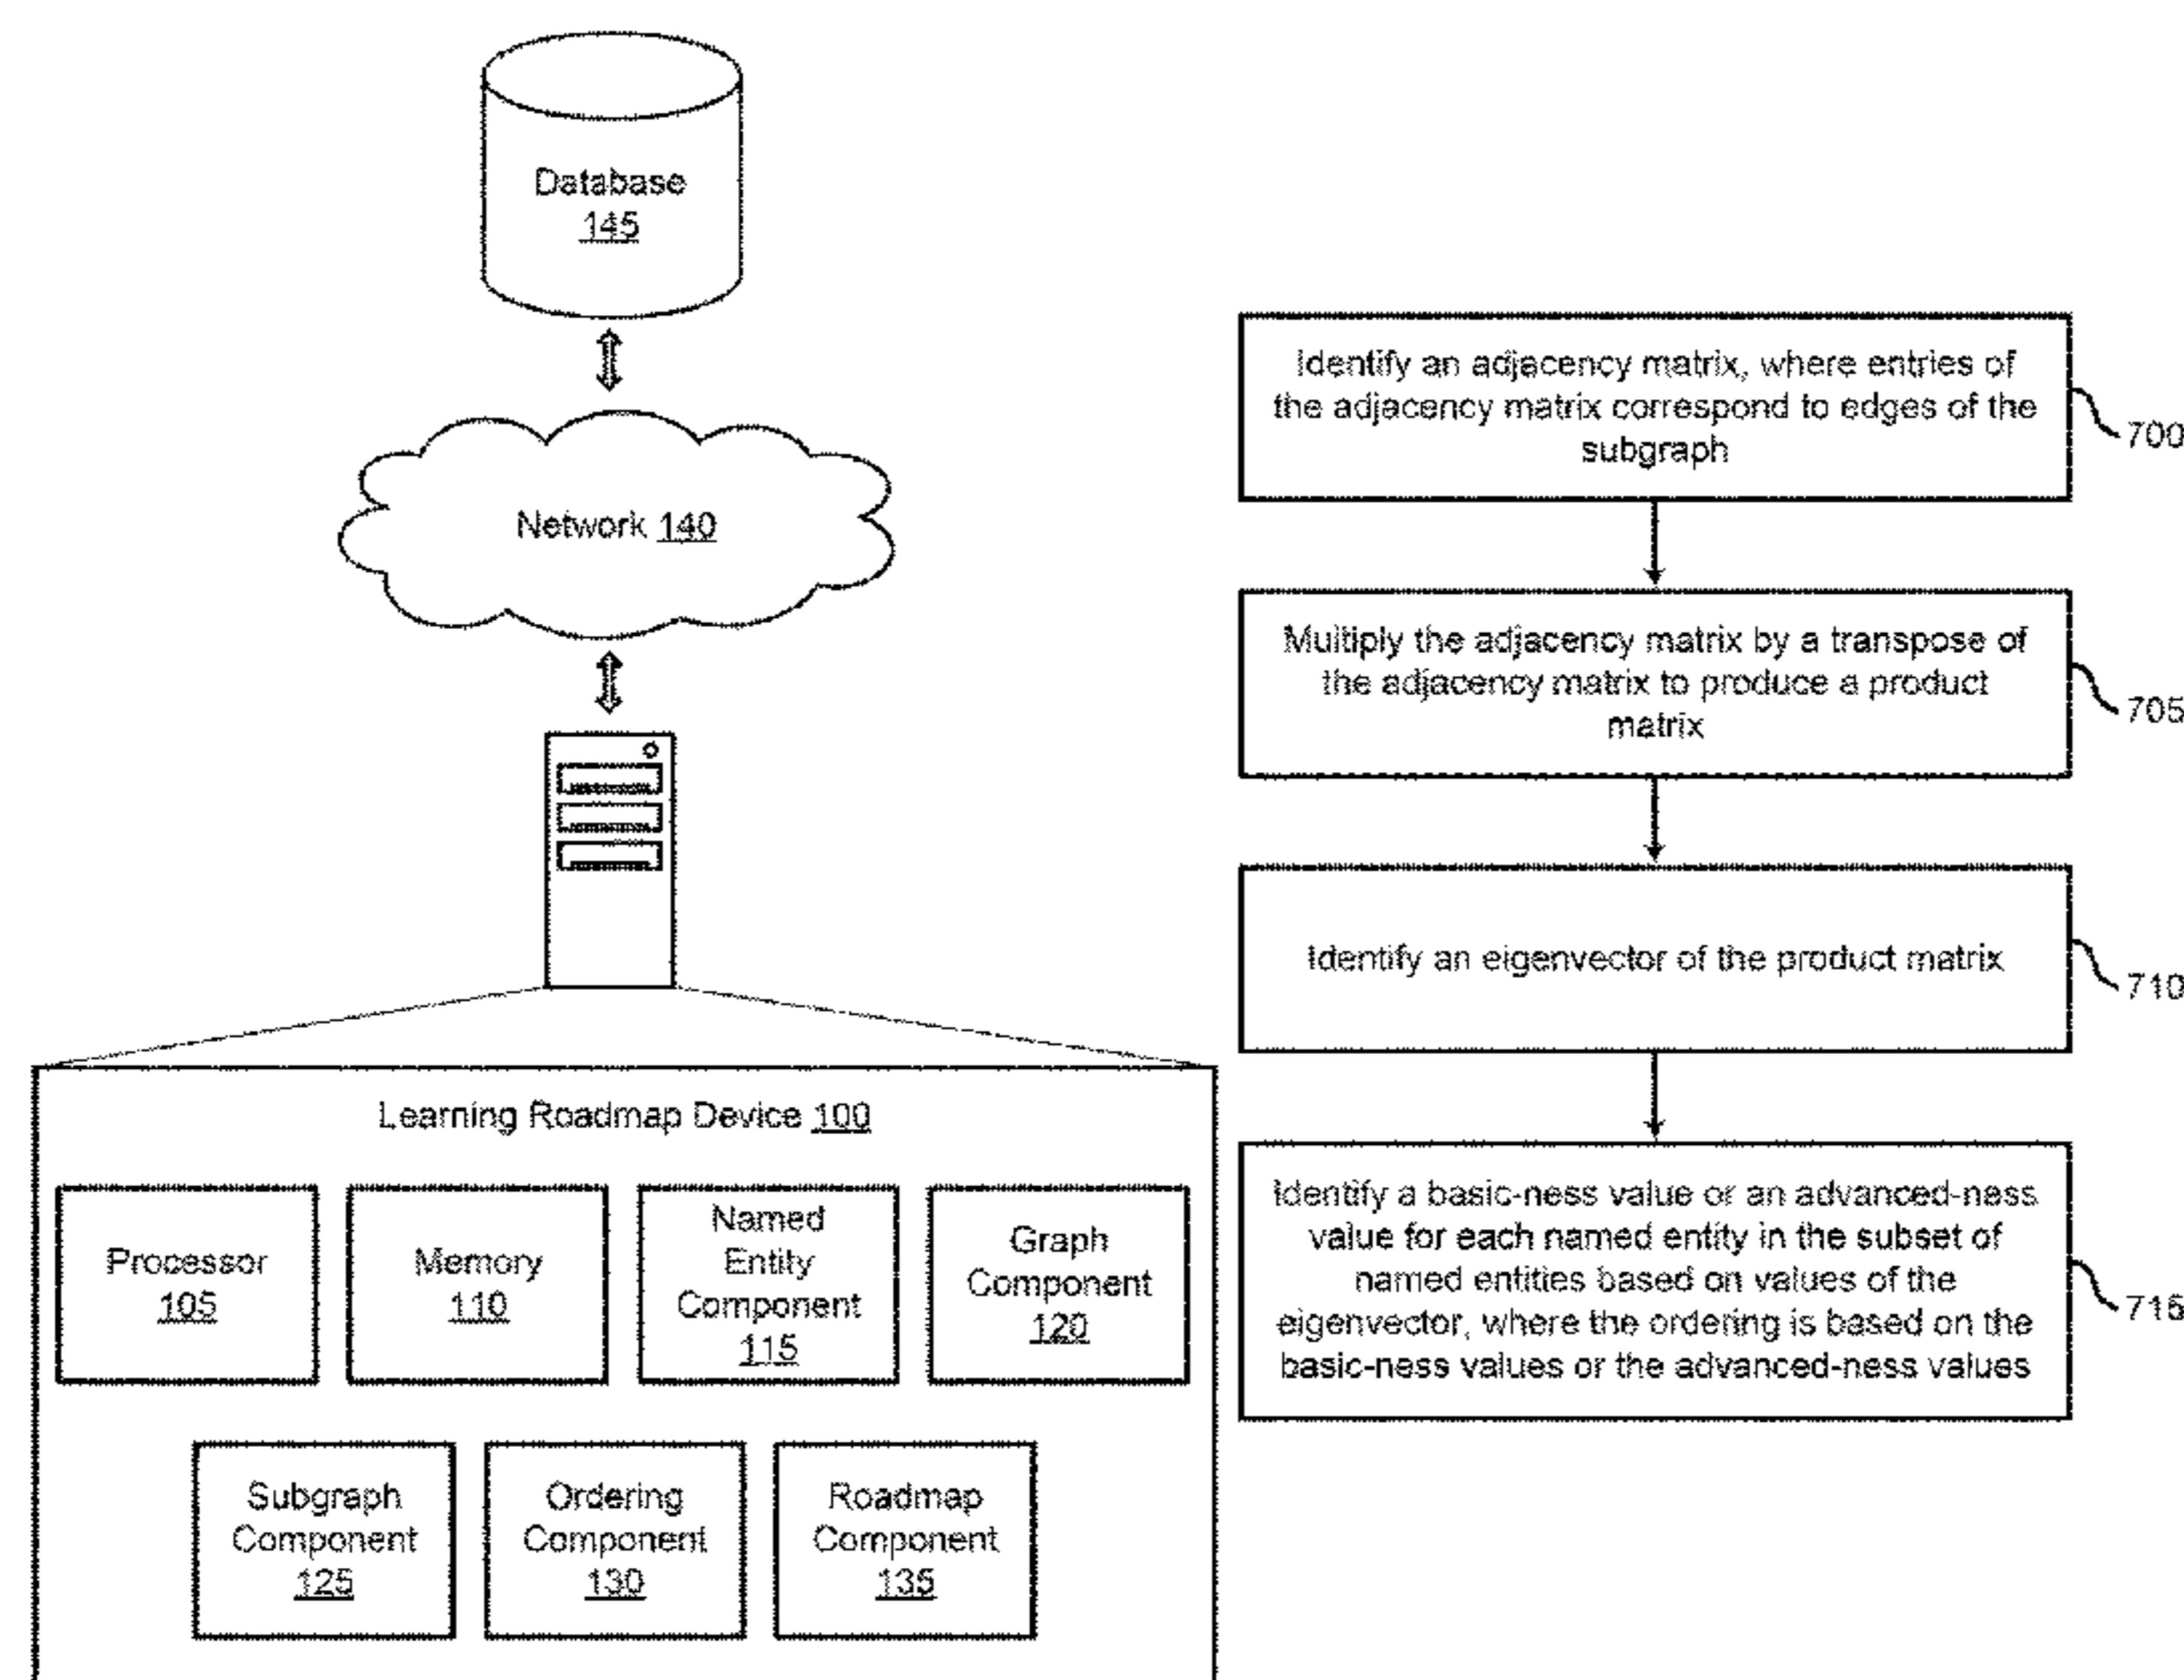 Database
145
Network 140
Learning Roadmap Device 100
Processor
105
Memory
110
Named
Entity
Component
115
Graph
Component
120
Subgraph
Component
125
Ordering
Component
130
Roadmap
Component
135
Identify an adjacency matrix, where entries of
the adjacency matrix correspond to edges of the
subgraph
700
Multiply the adjacency matrix by a transpose of
the adjacency matrix to produce a product
matrix
705
Identify an eigenvector of the product matrix
710
Identify a basic-ness value or an advanced-ness
value for each named entity in the subset of
named entities based on values of the
eigenvector, where the ordering is based on the
basic-ness values or the advanced-ness values
715